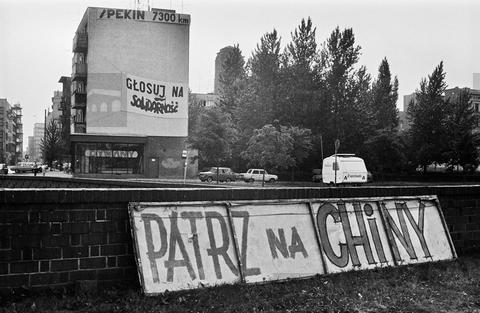 /PEKIN 7300 km
GŁOSUJ NA
SOLIDARNOŚĆ
PATRZ NA CHINY